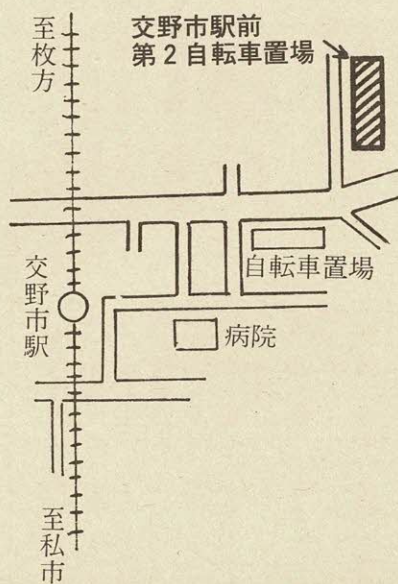 交野市駅前
第2自転車置場
至枚方
自転車置場
交野市駅
病院
至私市